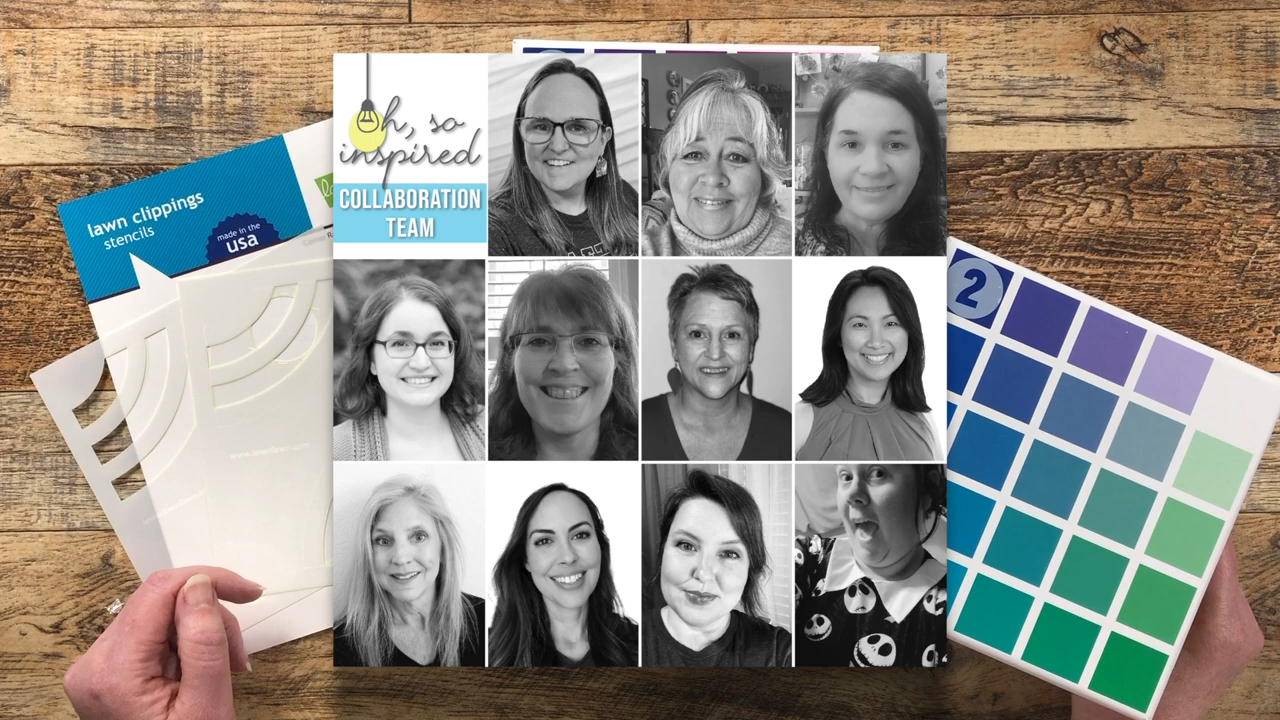 Oh, so
inspired
COLLABORATION
TEAM
lawn clippings
stencils
made in the
usa
2